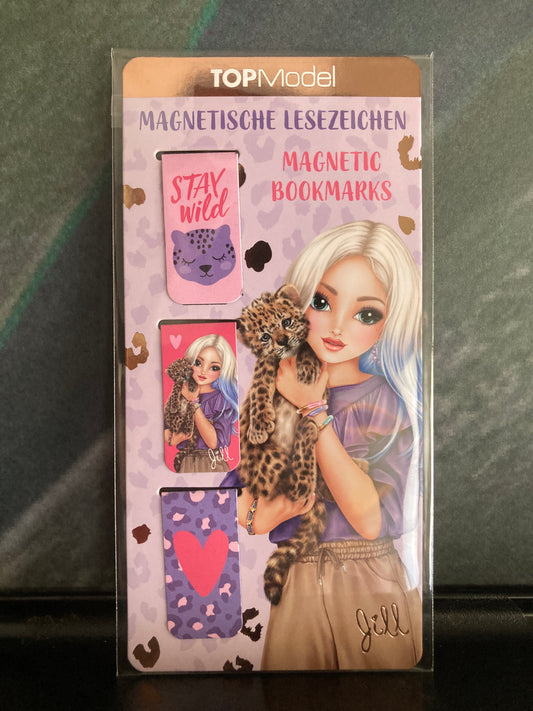 TOPModel
MAGNETISCHE LESEZEICHEN
MAGNETIC
BOOKMARKS
STAY
wild
Jill
Jill